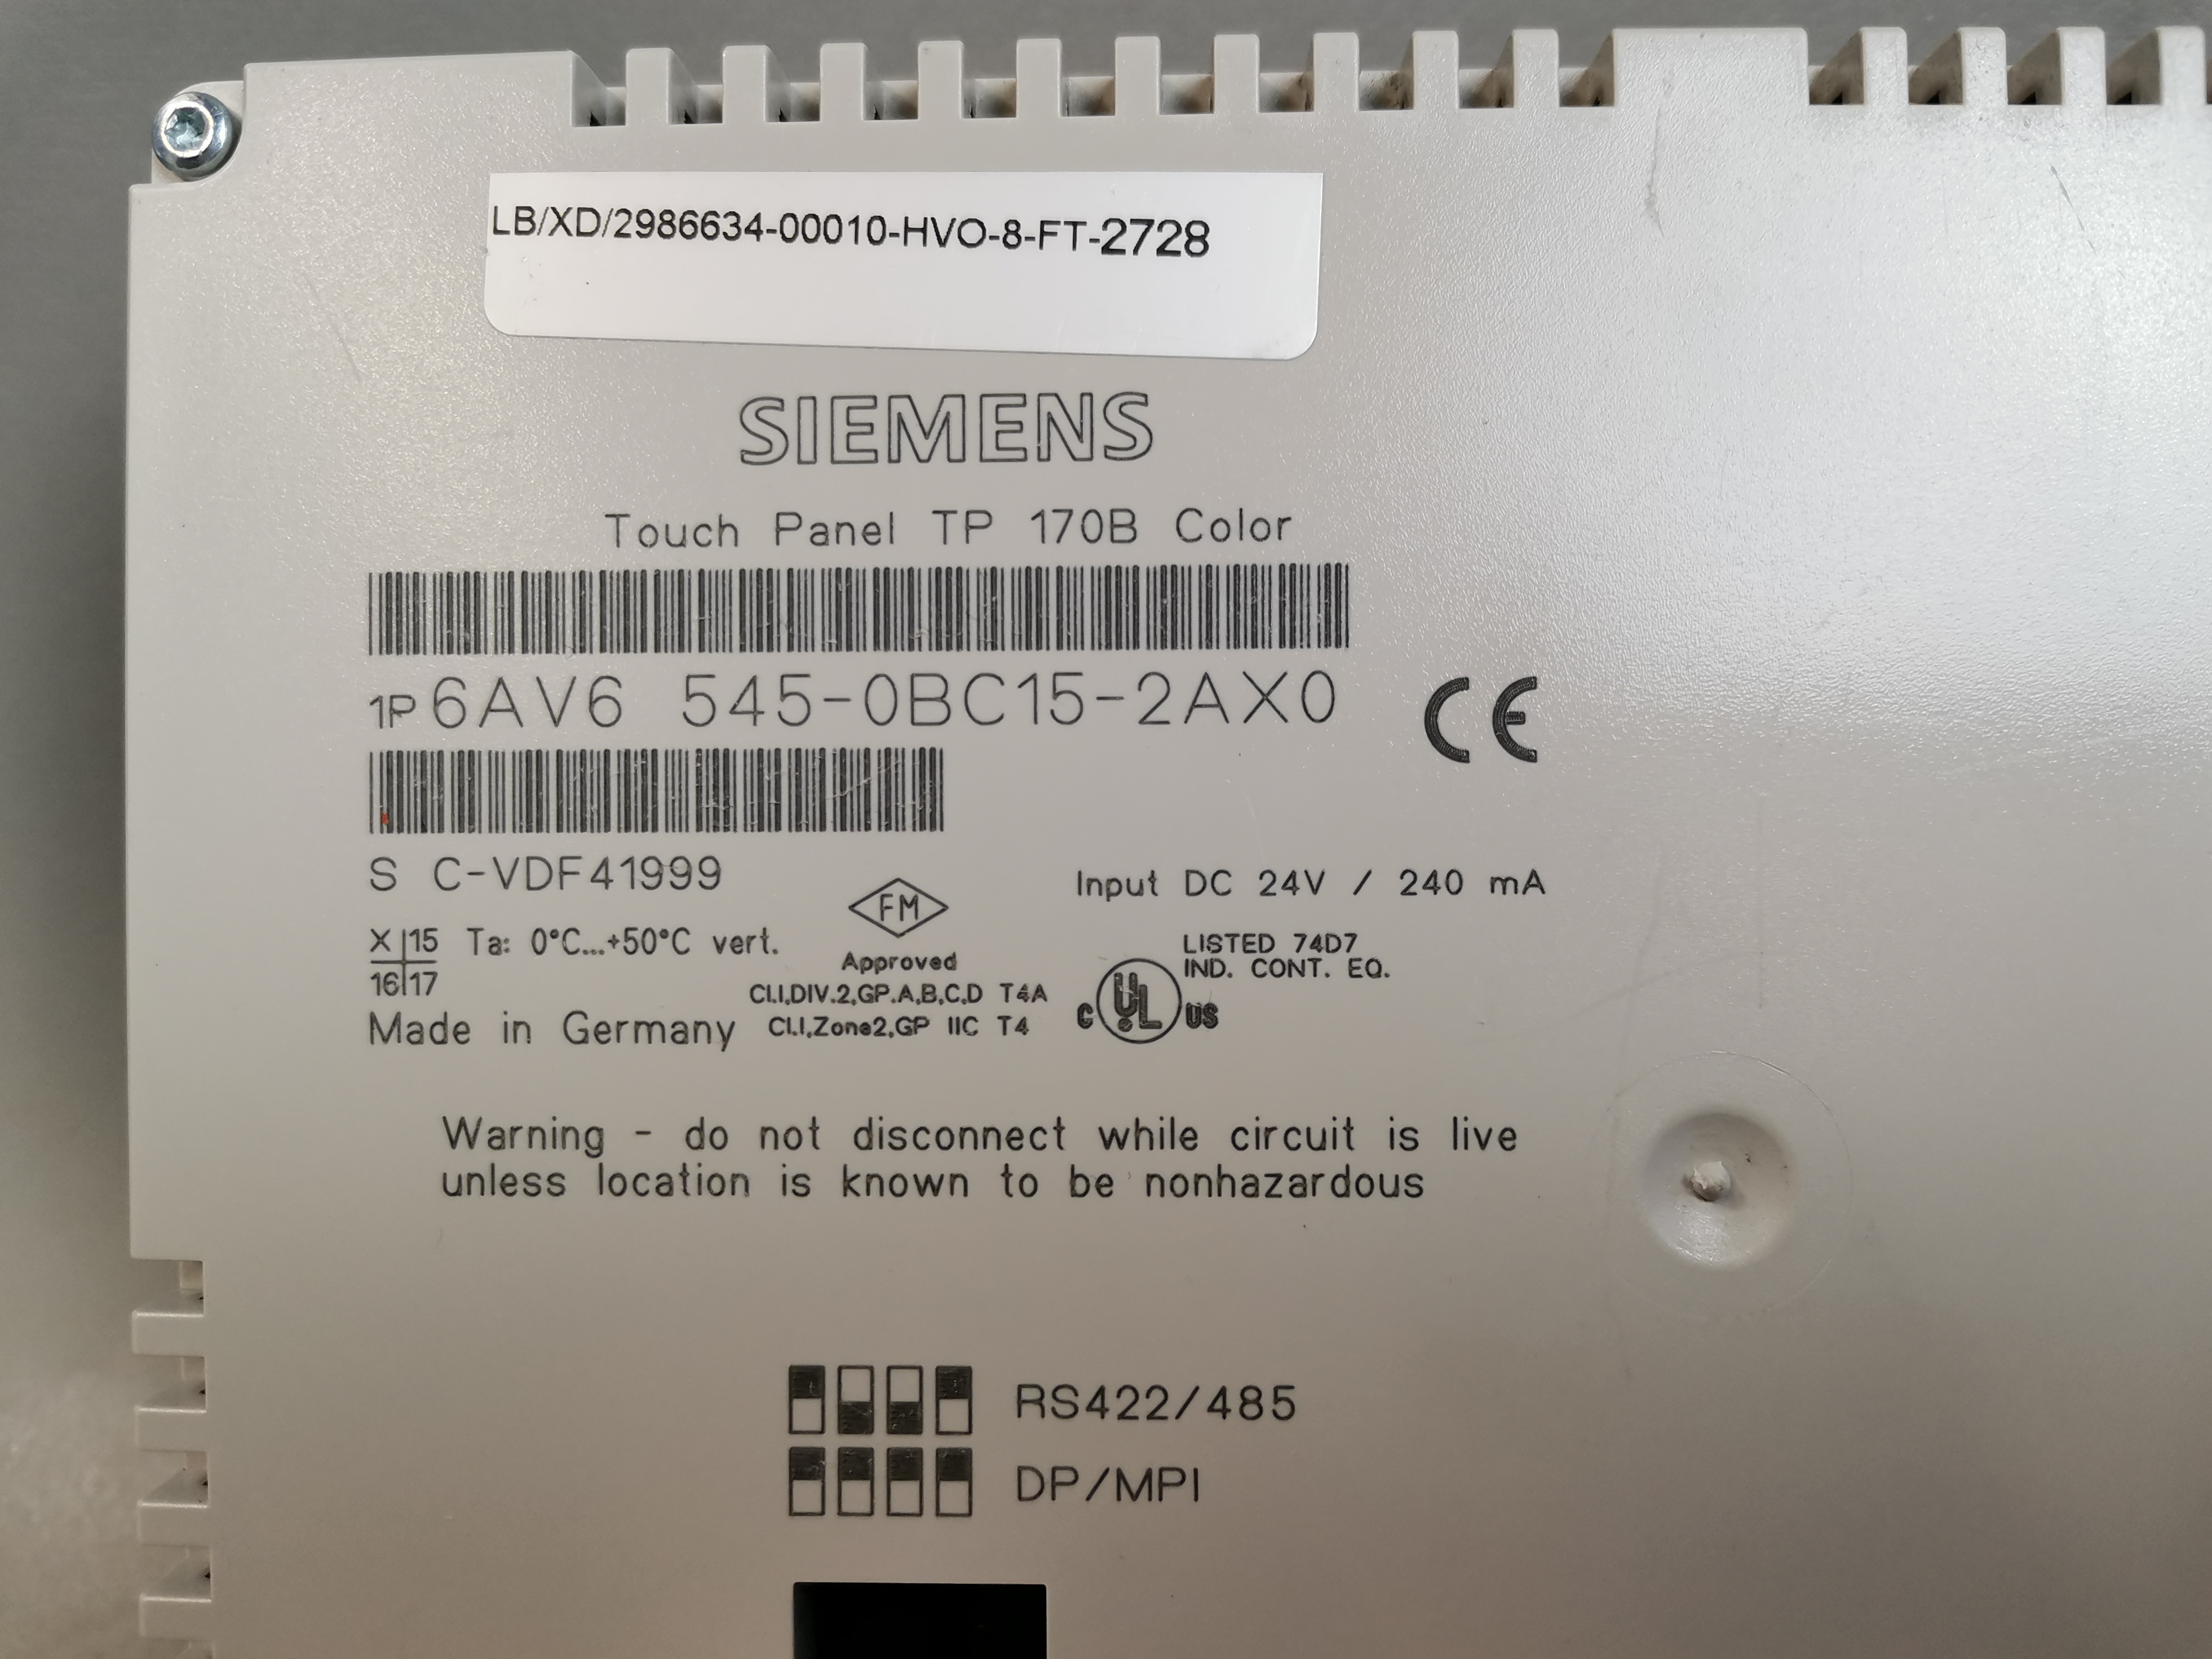 LB/XD/2986634-00010-HVO-8-FT-2728
SIEMENS
Touch Panel TP 170B Color
1P 6AV6 545-0BC15-2AX0
CE
S C-VDF41999
Input DC 24V / 240 mA
X 15
16 17
Ta: 0°C...+50°C vert.
Made in Germany
FM
Approved
CI.I,DIV.2,GP.A,B,C,D T4A
CI.I,Zone2,GP IIC T4
LISTED 74D7
IND. CONT. EQ.
C UL US
Warning - do not disconnect while circuit is live
unless location is known to be nonhazardous
RS422/485
DP/MPI